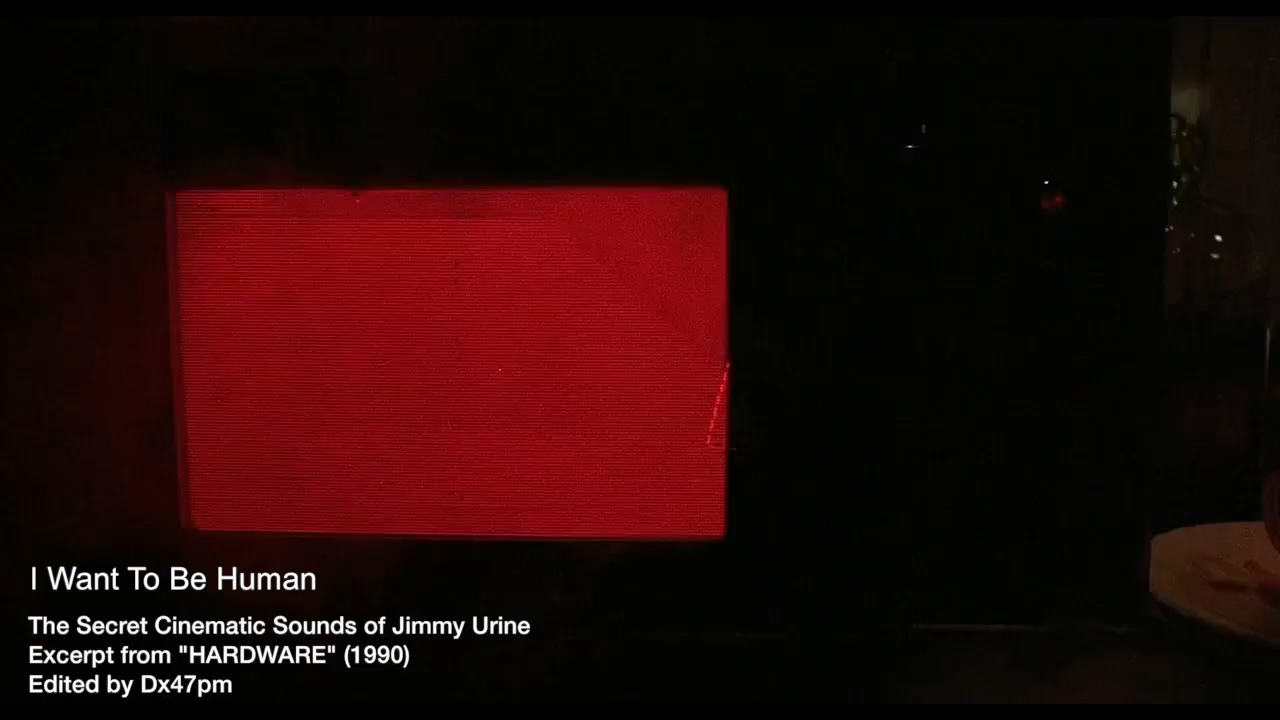 I Want To Be Human
The Secret Cinematic Sounds of Jimmy Urine
Excerpt from "HARDWARE" (1990)
Edited by Dx47pm